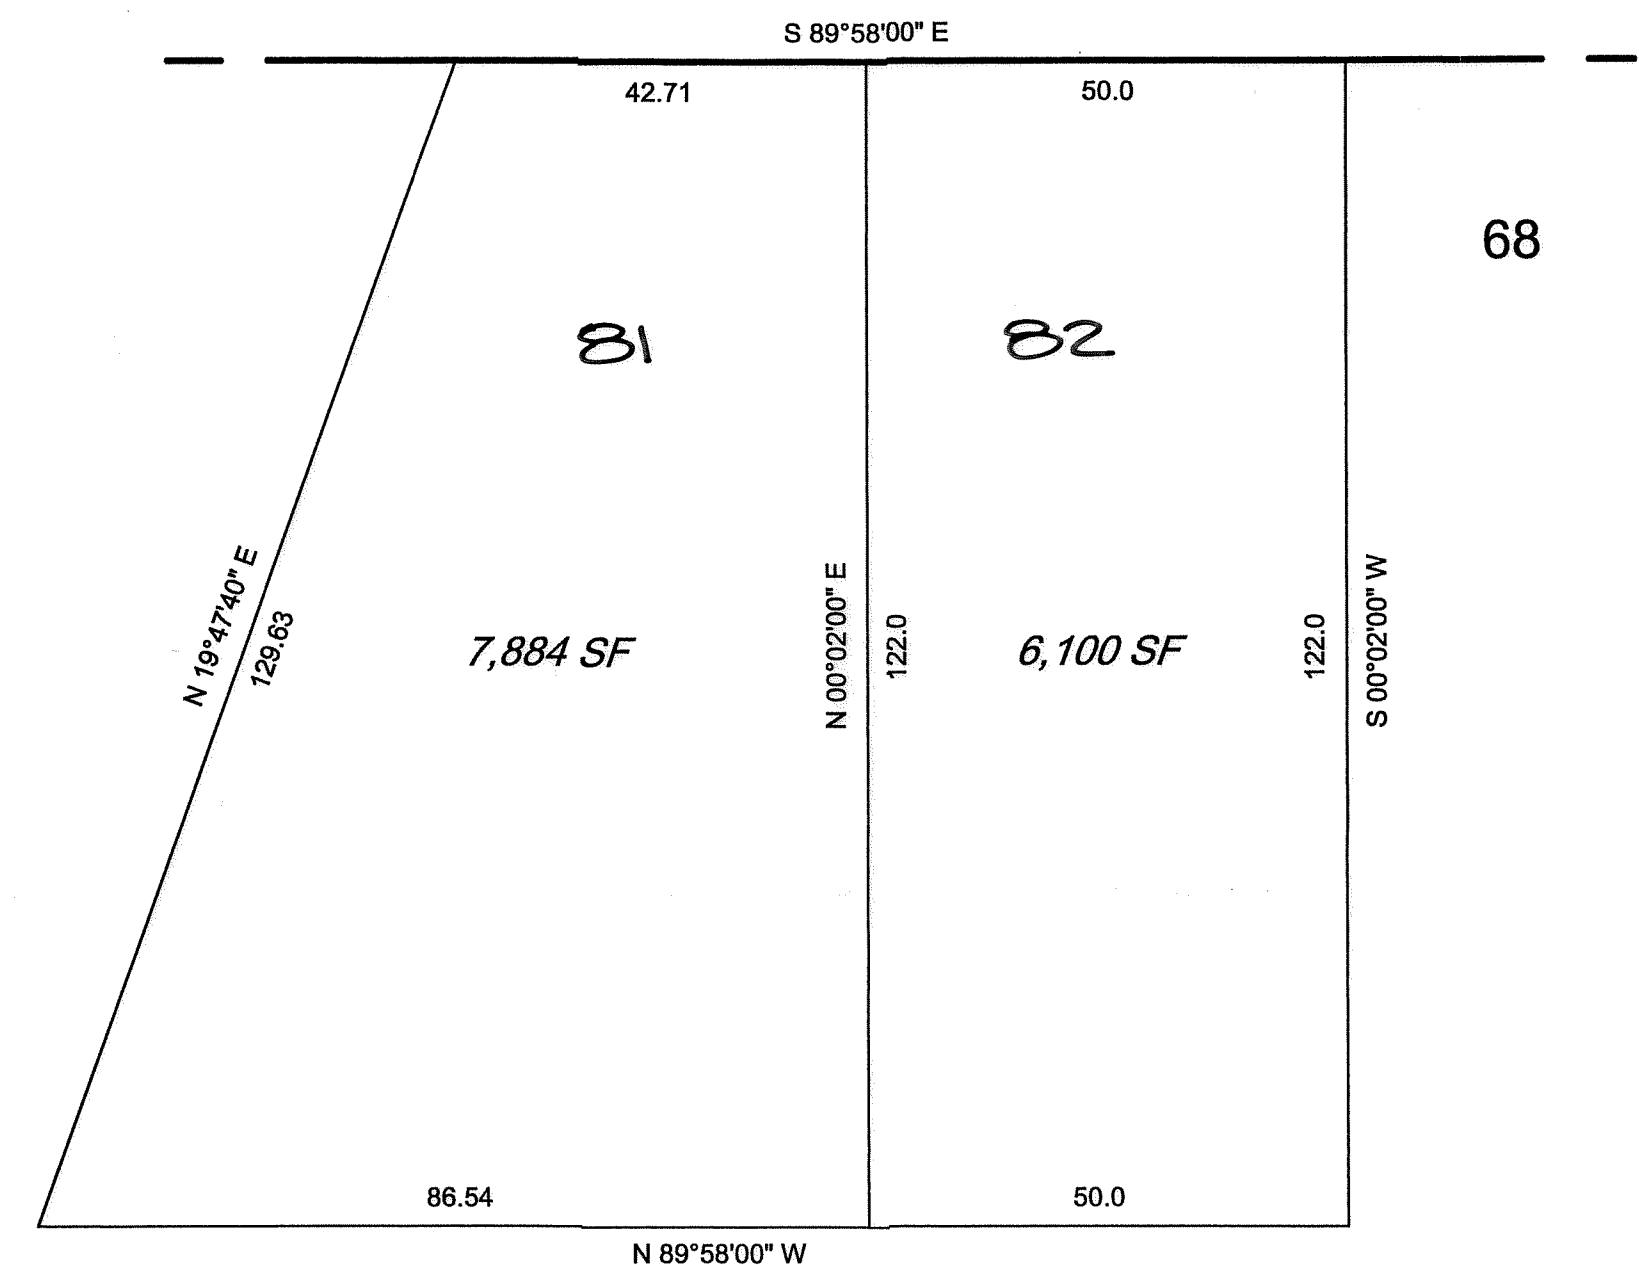 S 89°58'00" E
42.71
50.0
68
81
82
N 19°47'40" E
129.63
7,884 SF
N 00°02'00" E
122.0
6,100 SF
122.0
S 00°02'00" W
86.54
50.0
N 89°58'00" W